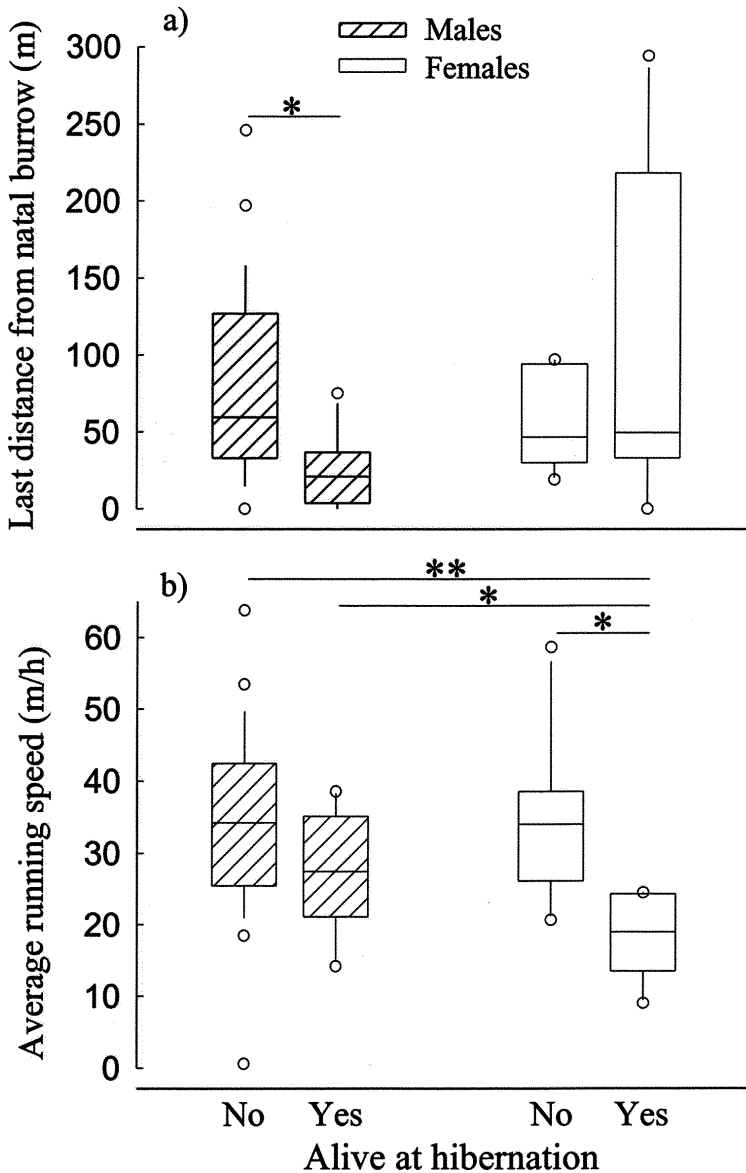 a)
Males
Females
Last distance from natal burrow (m)
300
250
200
150
100
50
0
*
b)
Average running speed (m/h)
60
50
40
30
20
10
0
**
*
*
No Yes No Yes
Alive at hibernation